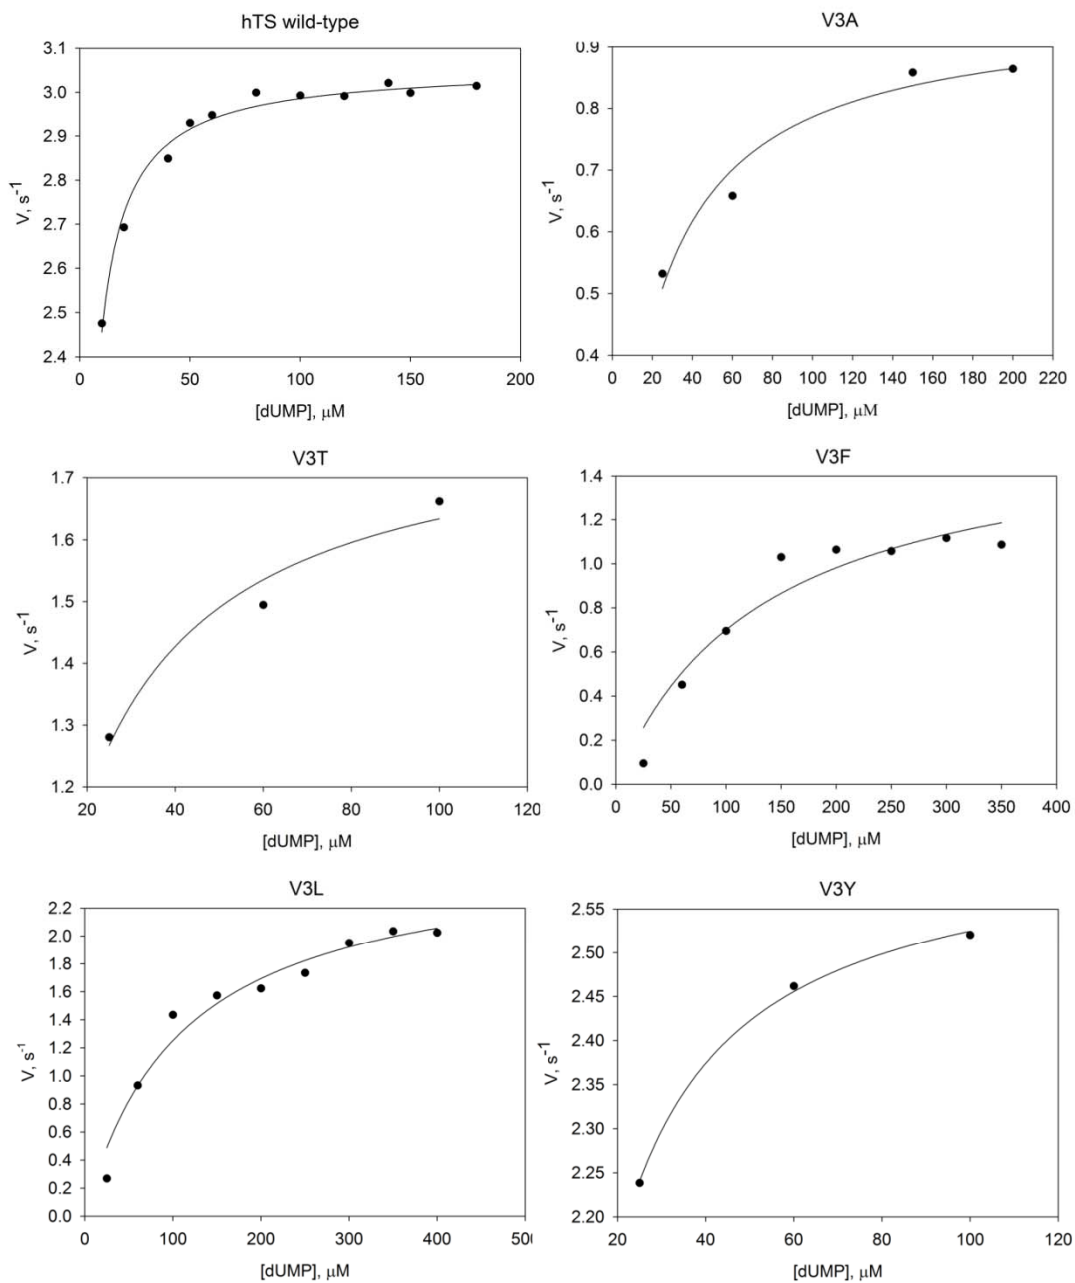 hTS wild-type
3.1
3.0
2.9
2.8
2.7
2.6
2.5
2.4
V, s-1
0 50 100 150 200
[dUMP], μM
V3A
0.9
0.8
0.7
0.6
0.5
0.4
V, s-1
0 20 40 60 80 100 120 140 160 180 200 220
[dUMP], μM
V3T
1.7
1.6
1.5
1.4
1.3
1.2
V, s-1
20 40 60 80 100 120
[dUMP], μM
V3F
1.4
1.2
1.0
0.8
0.6
0.4
0.2
0.0
V, s-1
0 50 100 150 200 250 300 350 400
[dUMP], μM
V3L
2.2
2.0
1.8
1.6
1.4
1.2
1.0
0.8
0.6
0.4
0.2
0.0
V, s-1
0 100 200 300 400 500
[dUMP], μM
V3Y
2.55
2.50
2.45
2.40
2.35
2.30
2.25
2.20
V, s-1
20 40 60 80 100 120
[dUMP], μM